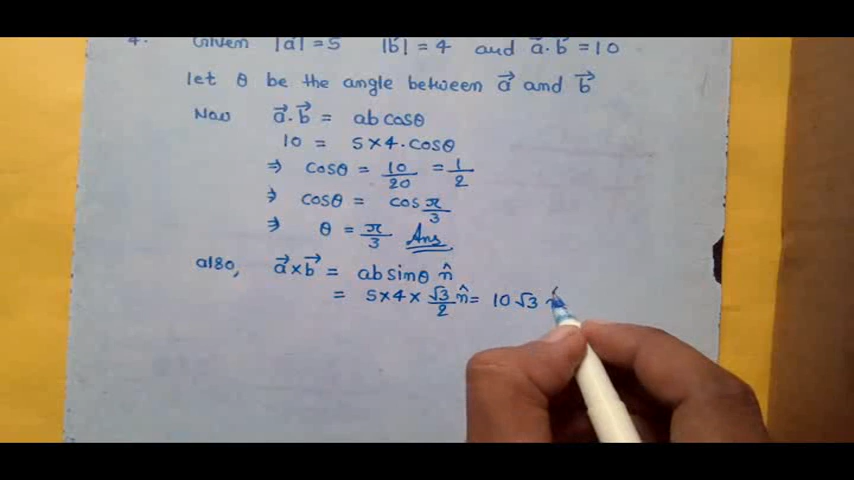 4. Given |a⃗| = 5 |b⃗| = 4 and a⃗.b⃗ = 10
let θ be the angle between a⃗ and b⃗
Now a⃗.b⃗ = ab cosθ
10 = 5×4·cosθ
⇒ cosθ = 10/20 = 1/2
⇒ cosθ = cos π/3
⇒ θ = π/3 Ans
also, a⃗×b⃗ = ab sinθ n̂
= 5×4× √3/2 n̂ = 10√3